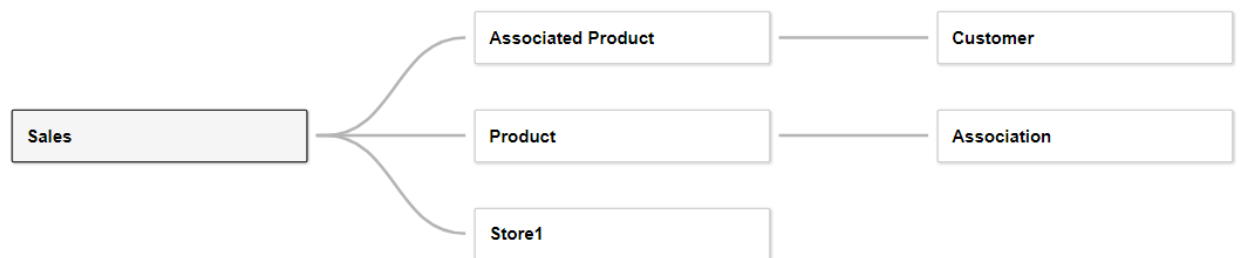 Associated Product
Customer
Sales
Product
Association
Store1